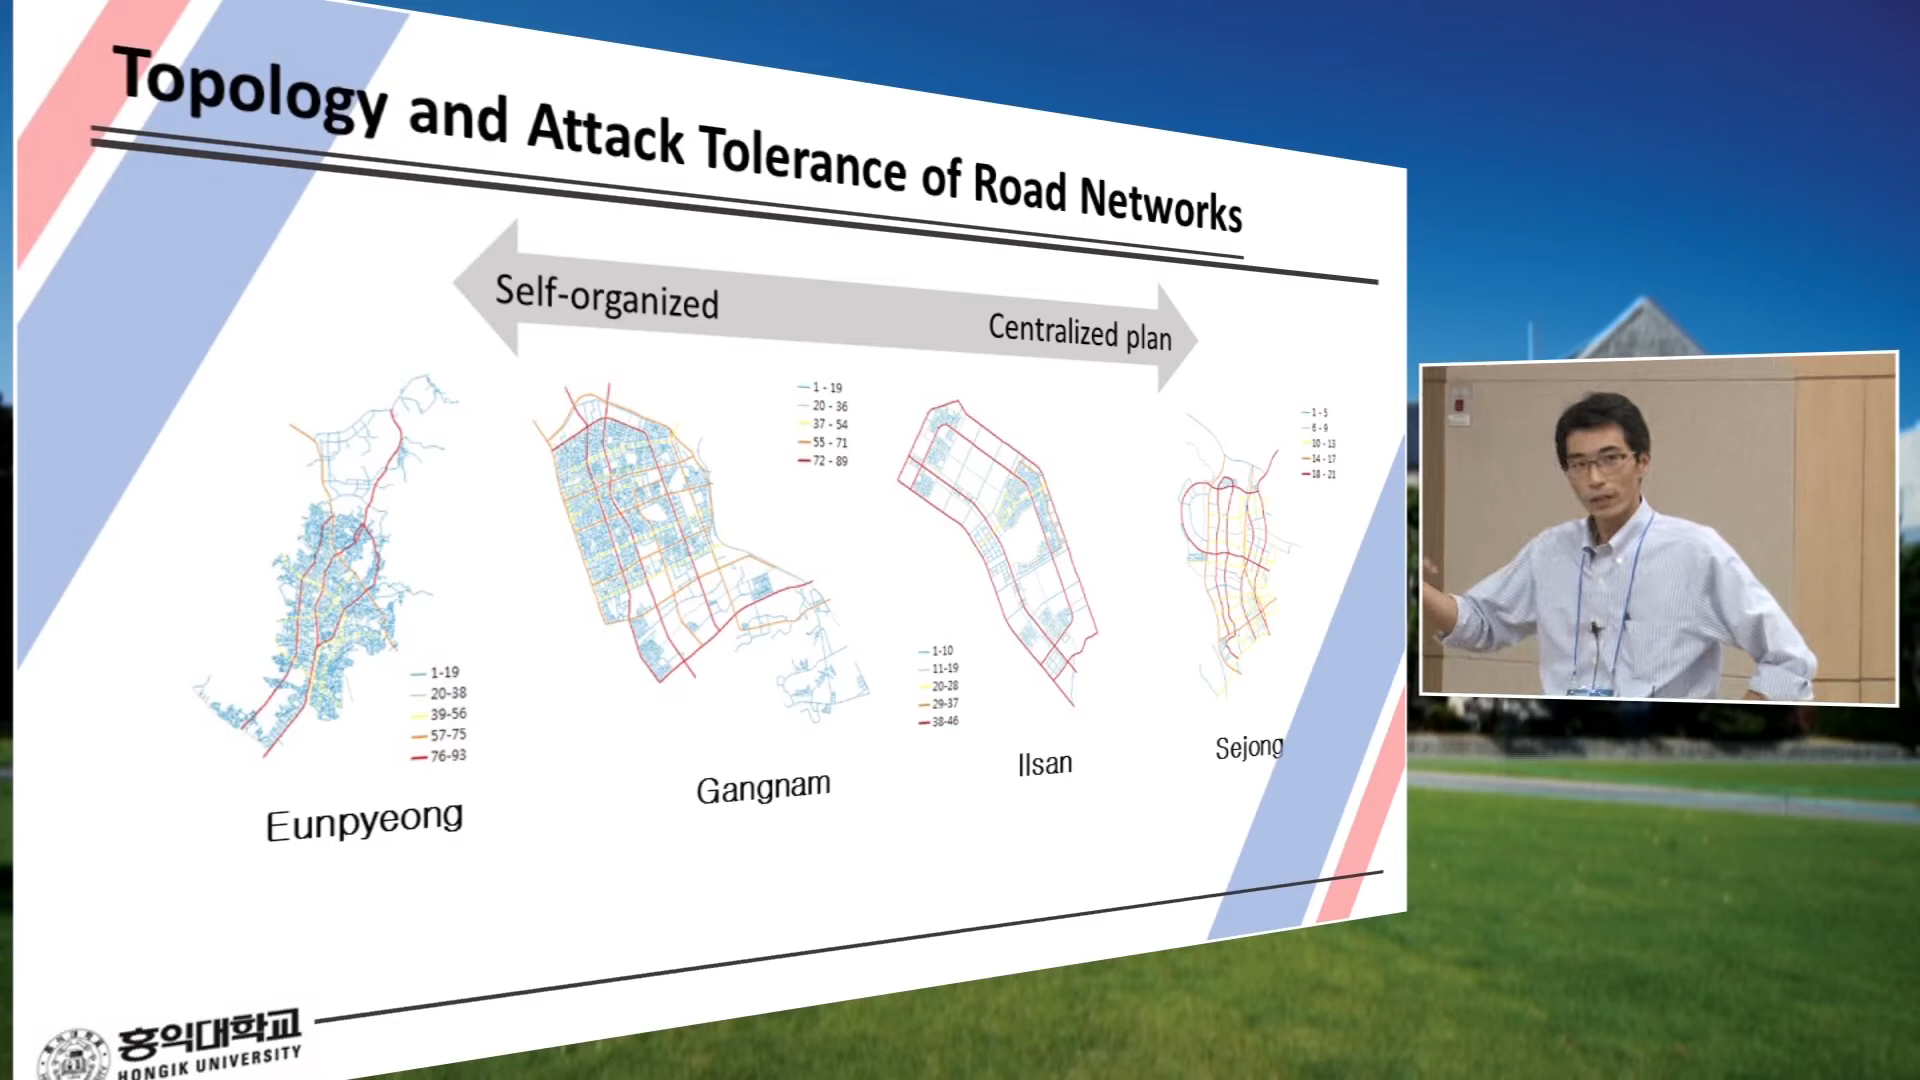 Topology and Attack Tolerance of Road Networks
Self-organized
Centralized plan
1-19
20-38
39-56
57-75
76-93
Eunpyeong
1 - 19
20 - 36
37 - 54
55 - 71
72 - 89
Gangnam
1-10
11-19
20-28
29-37
38-46
Ilsan
1 - 5
6 - 9
10 - 13
14 - 17
18 - 21
Sejong
홍익대학교
HONGIK UNIVERSITY